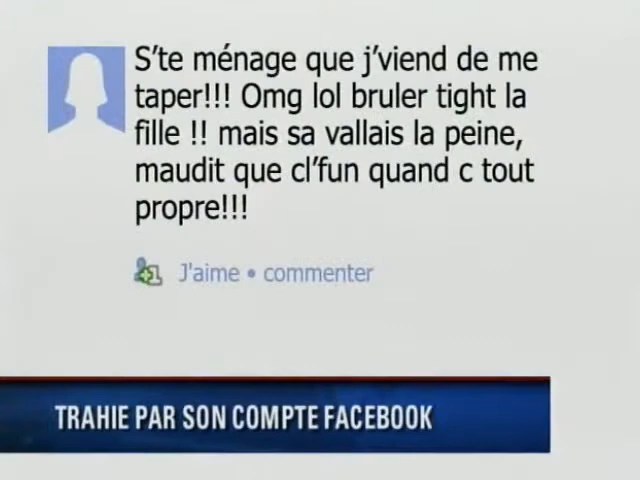 S'te ménage que j'viend de me
taper!!! Omg lol bruler tight la
fille !! mais sa vallais la peine,
maudit que cl'fun quand c tout
propre!!!
J'aime • commenter
TRAHIE PAR SON COMPTE FACEBOOK